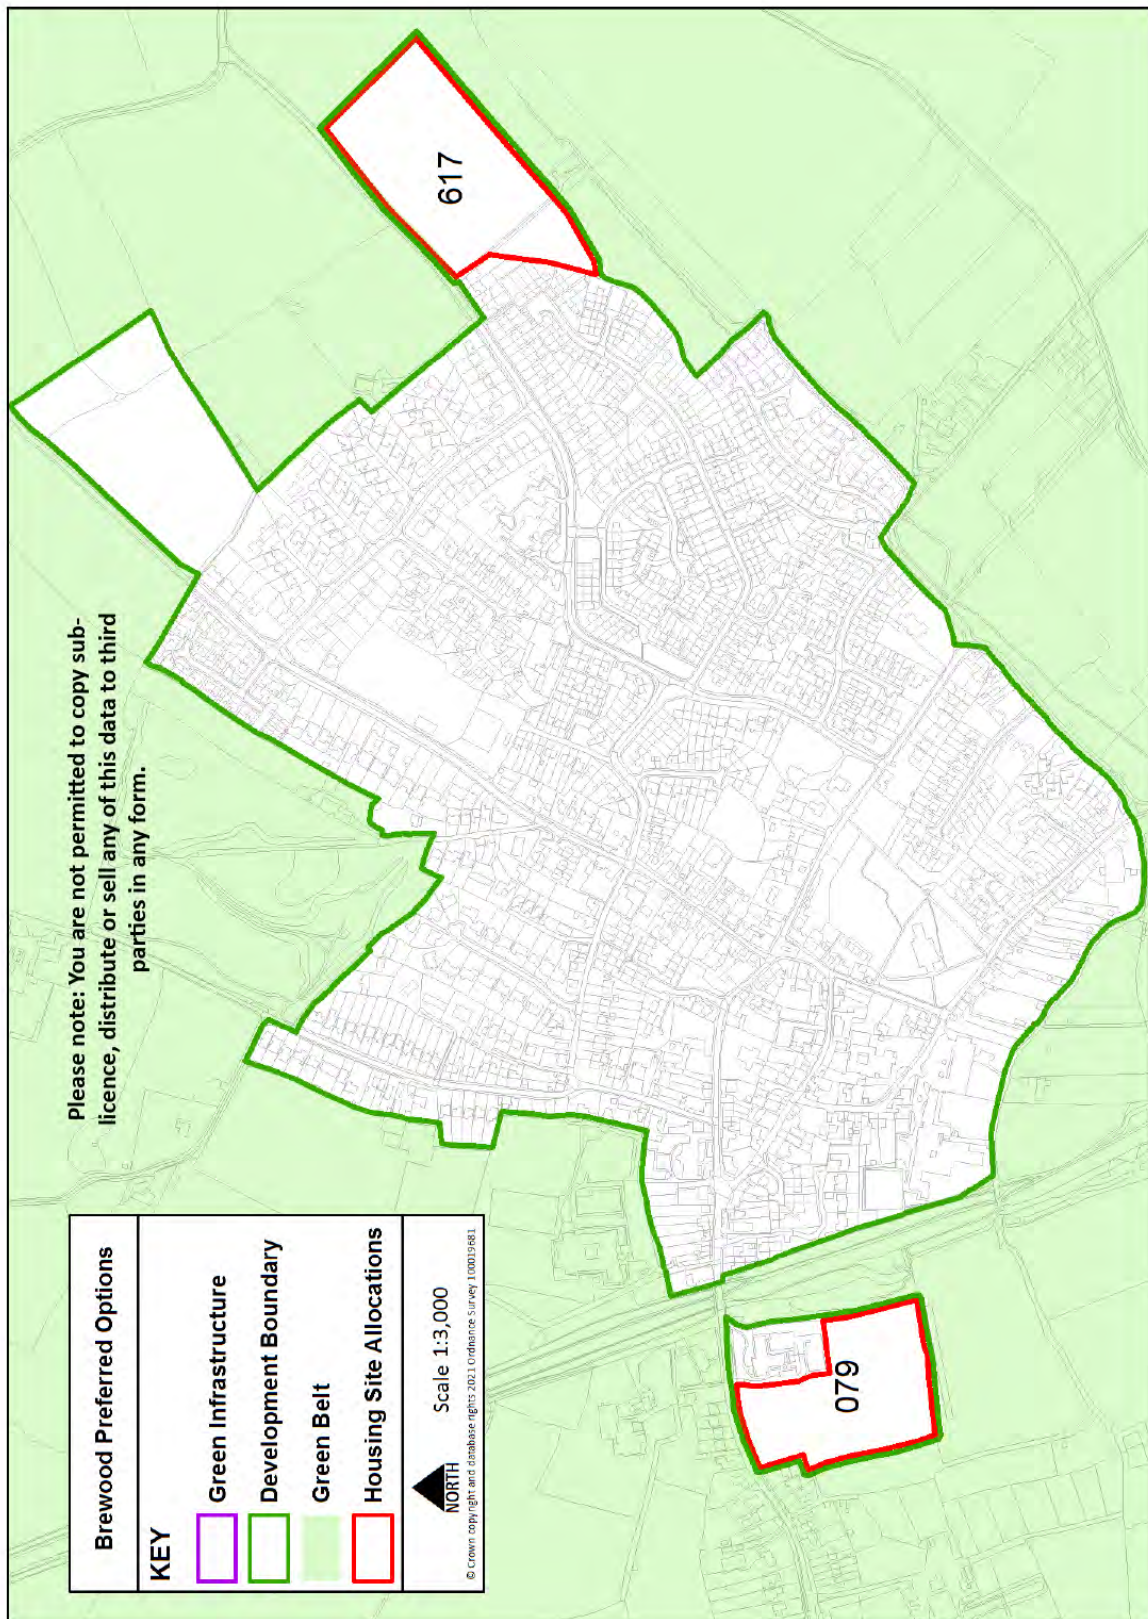 Brewood Preferred Options
KEY
Green Infrastructure
Development Boundary
Green Belt
Housing Site Allocations
NORTH
Scale 1:3,000
© Crown copyright and database rights 2021 Ordnance Survey 100019681
Please note: You are not permitted to copy sub-
licence, distribute or sell any of this data to third
parties in any form.
617
079